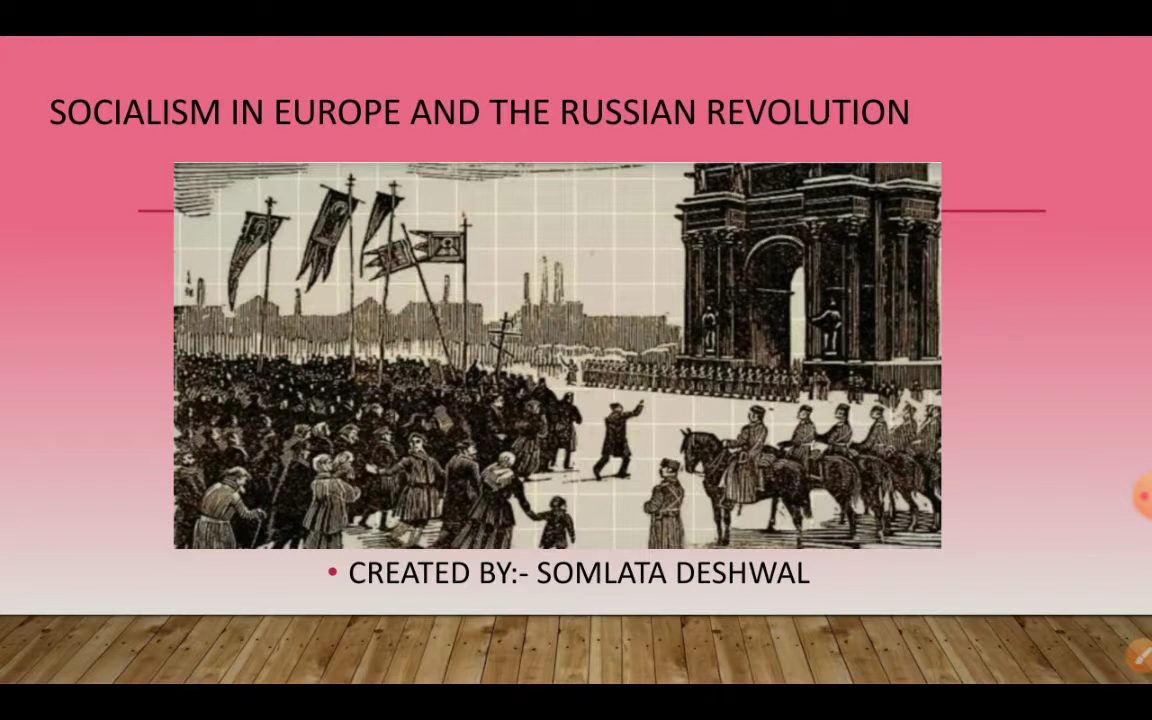 SOCIALISM IN EUROPE AND THE RUSSIAN REVOLUTION
• CREATED BY:- SOMLATA DESHWAL